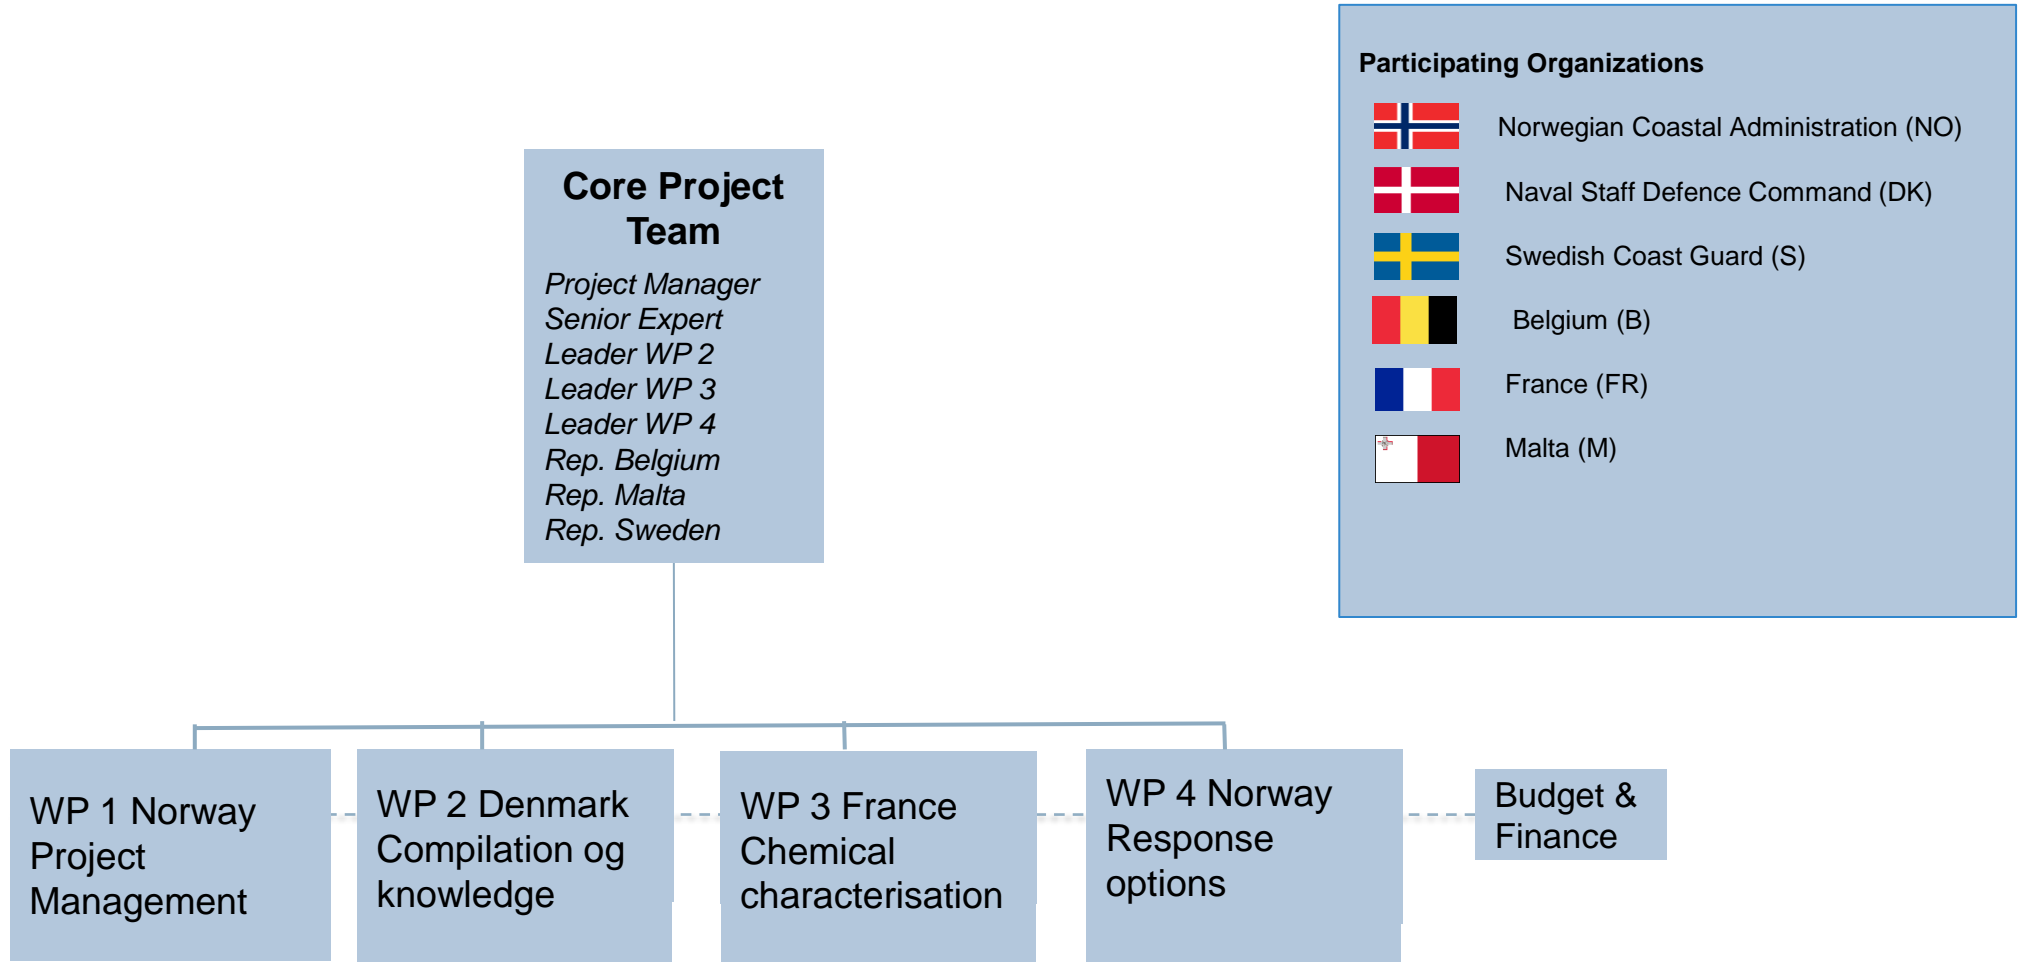 Participating Organizations
Norwegian Coastal Administration (NO)
Naval Staff Defence Command (DK)
Swedish Coast Guard (S)
Belgium (B)
France (FR)
Malta (M)
Core Project
Team
Project Manager
Senior Expert
Leader WP 2
Leader WP 3
Leader WP 4
Rep. Belgium
Rep. Malta
Rep. Sweden
WP 1 Norway
Project
Management
WP 2 Denmark
Compilation og
knowledge
WP 3 France
Chemical
characterisation
WP 4 Norway
Response
options
Budget &
Finance